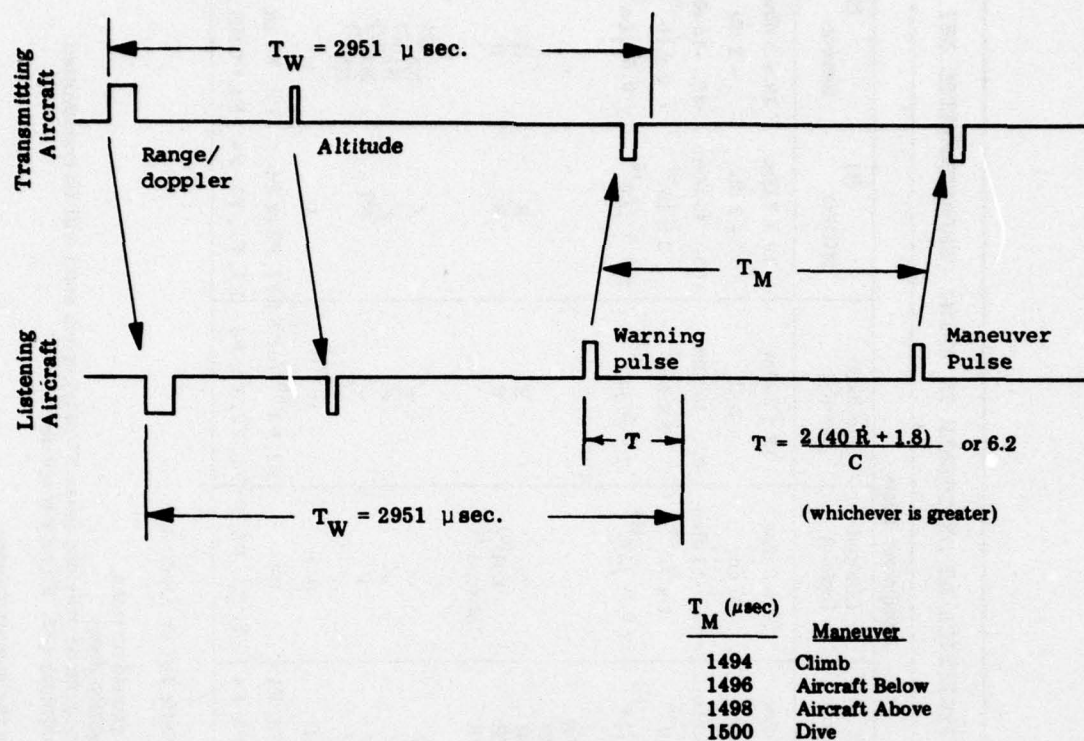 T_W = 2951 μ sec.
Transmitting
Aircraft
Range/
doppler
Altitude
T_M
Listening
Aircraft
Warning
pulse
Maneuver
Pulse
T
T = 2 (40 Ṙ + 1.8) / C or 6.2
(whichever is greater)
T_W = 2951 μ sec.
T_M (μsec) Maneuver
1494 Climb
1496 Aircraft Below
1498 Aircraft Above
1500 Dive